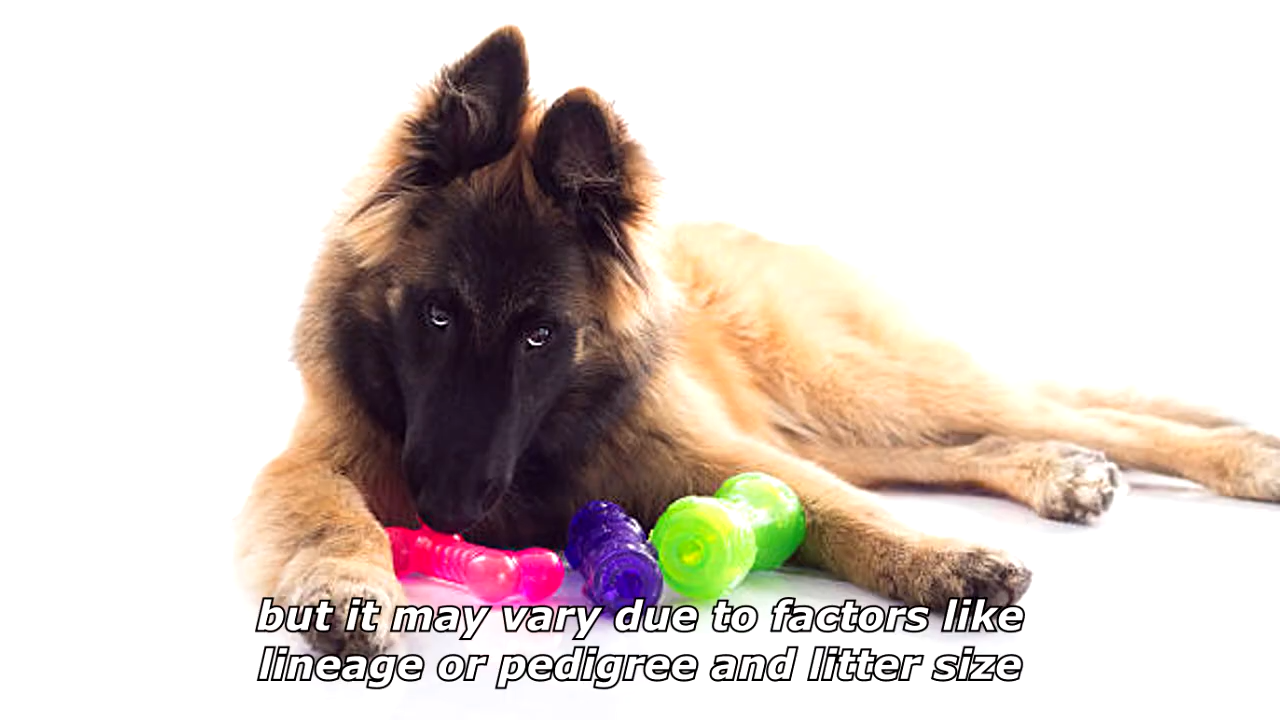 but it may vary due to factors like
lineage or pedigree and litter size